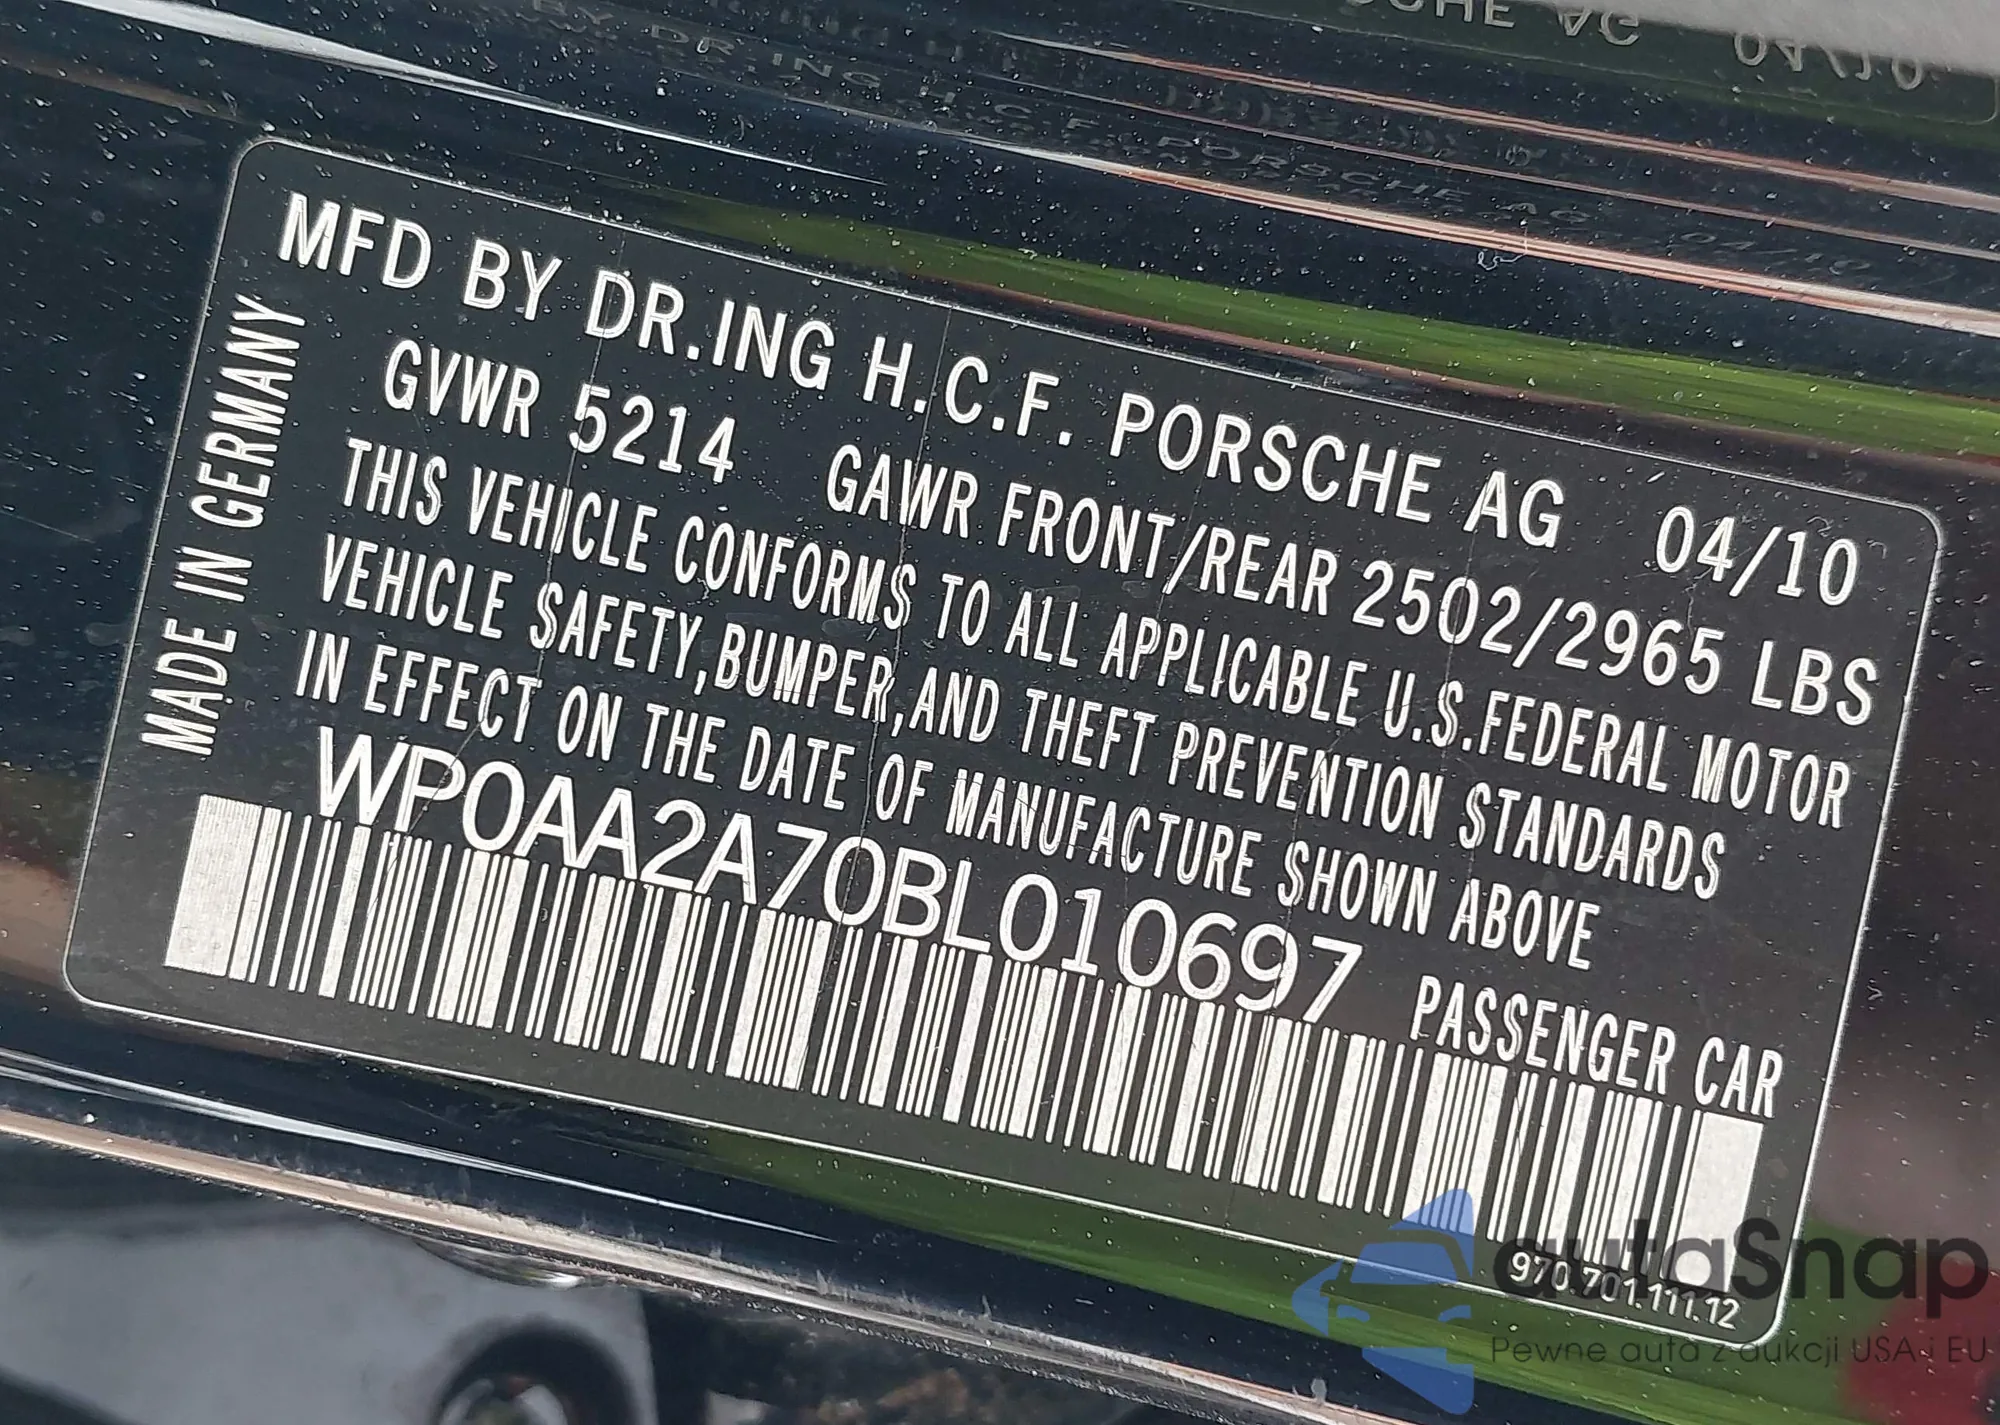 MFD BY DR.ING H.C.F. PORSCHE AG 04/10
GVWR 5214 GAWR FRONT/REAR 2502/2965 LBS
THIS VEHICLE CONFORMS TO ALL APPLICABLE U.S.FEDERAL MOTOR
VEHICLE SAFETY,BUMPER,AND THEFT PREVENTION STANDARDS
IN EFFECT ON THE DATE OF MANUFACTURE SHOWN ABOVE
WP0AA2A70BL010697 PASSENGER CAR
MADE IN GERMANY
970.701.111.12
autaSnap
Pewne auta z aukcji USA i EU